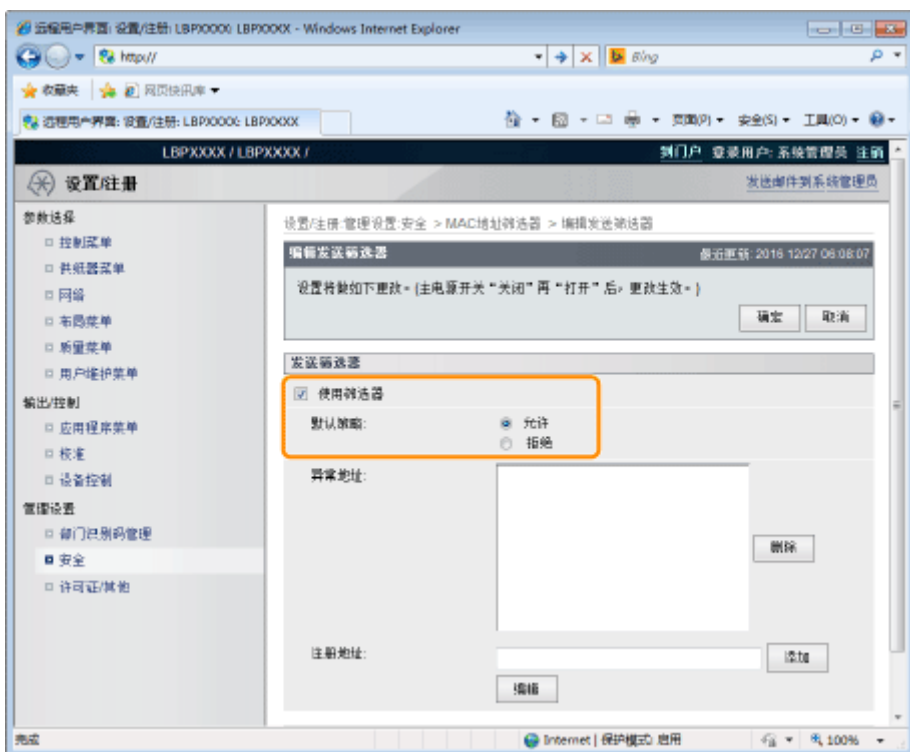 远程用户界面: 设置/注册: LBPXXXX: LBPXXXX - Windows Internet Explorer
http://
Bing
收藏夹
网页快讯库
远程用户界面: 设置/注册: LBPXXXX: LBPXXXX
页面(P)
安全(S)
工具(O)
LBPXXXX / LBPXXXX /
到门户 登录用户: 系统管理员 注销
设置/注册
发送邮件到系统管理员
参数选择
控制菜单
供纸器菜单
网络
布局菜单
质量菜单
用户维护菜单
输出/控制
应用程序菜单
校准
设备控制
管理设置
部门识别码管理
安全
许可证/其他
设置/注册:管理设置:安全 > MAC地址筛选器 > 编辑发送筛选器
编辑发送筛选器
最近更新: 2016 12/27 06:08:07
设置将做如下更改。(主电源开关“关闭”再“打开”后，更改生效。)
确定
取消
发送筛选器
使用筛选器
默认策略:
允许
拒绝
异常地址:
删除
注册地址:
添加
编辑
完成
Internet | 保护模式: 启用
100%